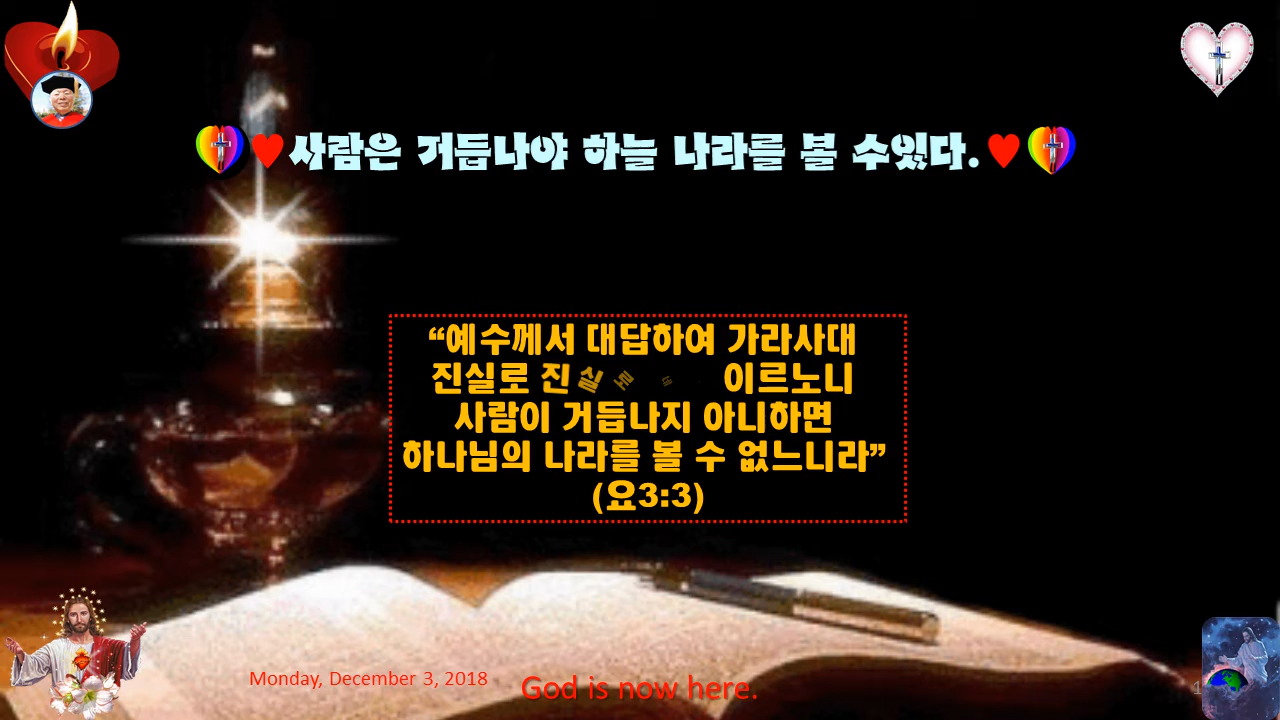 사람은 거듭나야 하늘 나라를 볼 수있다.
“예수께서 대답하여 가라사대
진실로 진실로 이르노니
사람이 거듭나지 아니하면
하나님의 나라를 볼 수 없느니라”
(요3:3)
Monday, December 3, 2018
God is now here.
1